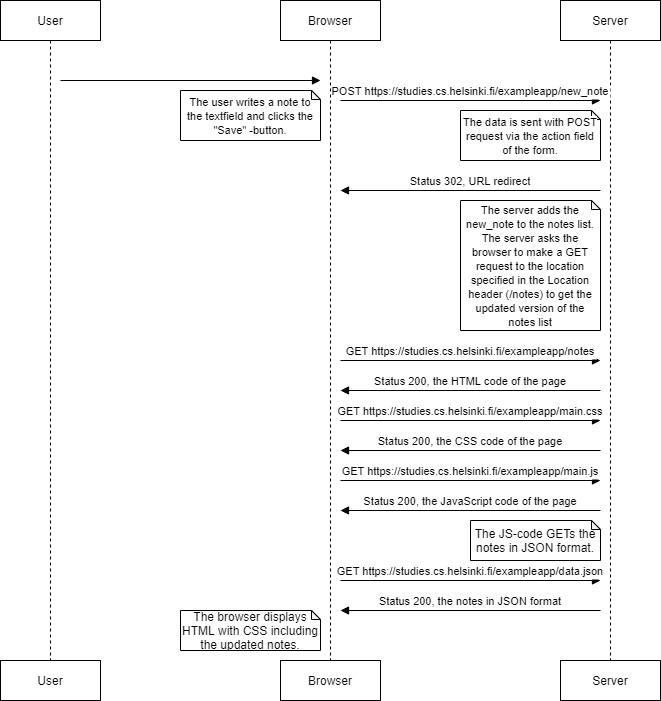 User
Browser
Server
POST https://studies.cs.helsinki.fi/exampleapp/new_note
The user writes a note to
the textfield and clicks the
"Save" -button.
The data is sent with POST
request via the action field
of the form.
Status 302, URL redirect
The server adds the
new_note to the notes list.
The server asks the
browser to make a GET
request to the location
specified in the Location
header (/notes) to get the
updated version of the
notes list
GET https://studies.cs.helsinki.fi/exampleapp/notes
Status 200, the HTML code of the page
GET https://studies.cs.helsinki.fi/exampleapp/main.css
Status 200, the CSS code of the page
GET https://studies.cs.helsinki.fi/exampleapp/main.js
Status 200, the JavaScript code of the page
The JS-code GETs the
notes in JSON format.
GET https://studies.cs.helsinki.fi/exampleapp/data.json
Status 200, the notes in JSON format
The browser displays
HTML with CSS including
the updated notes.
User
Browser
Server